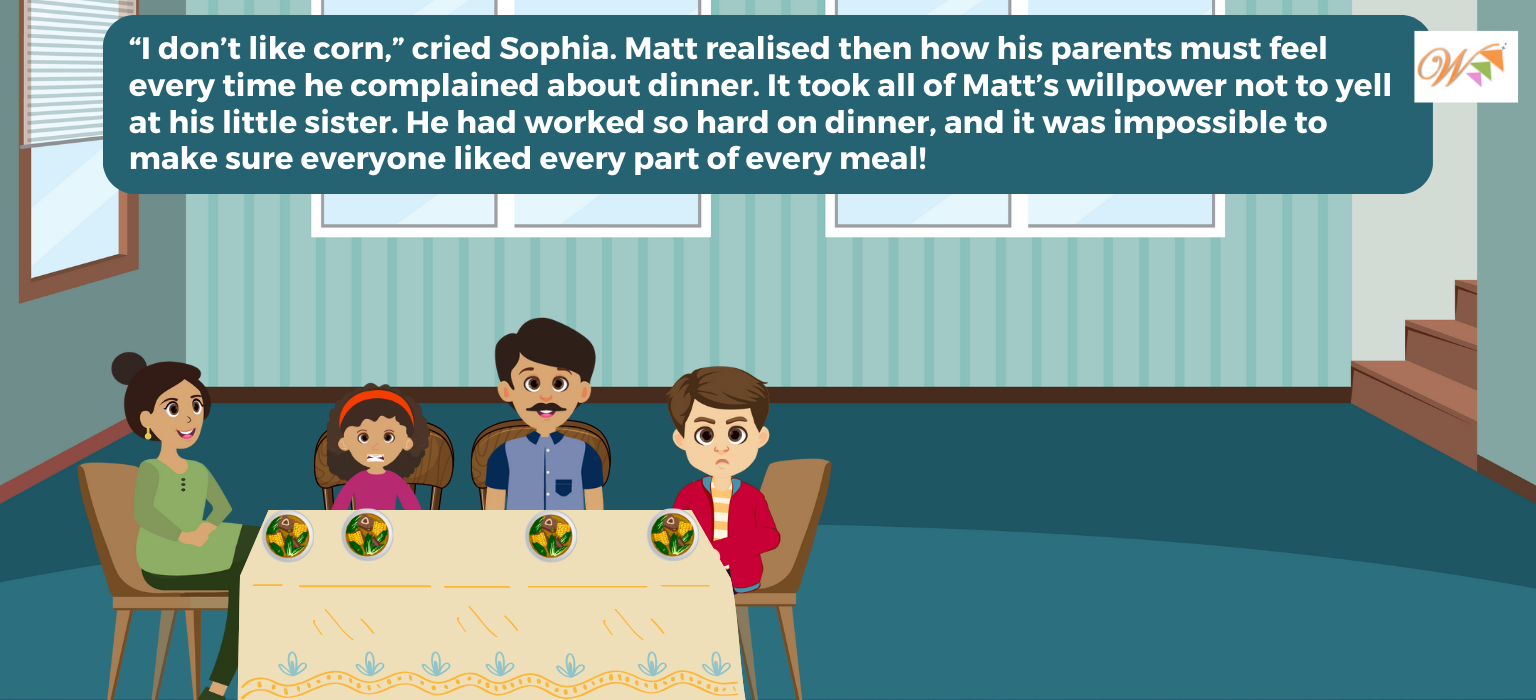 “I don’t like corn,” cried Sophia. Matt realised then how his parents must feel
every time he complained about dinner. It took all of Matt’s willpower not to yell
at his little sister. He had worked so hard on dinner, and it was impossible to
make sure everyone liked every part of every meal!
W